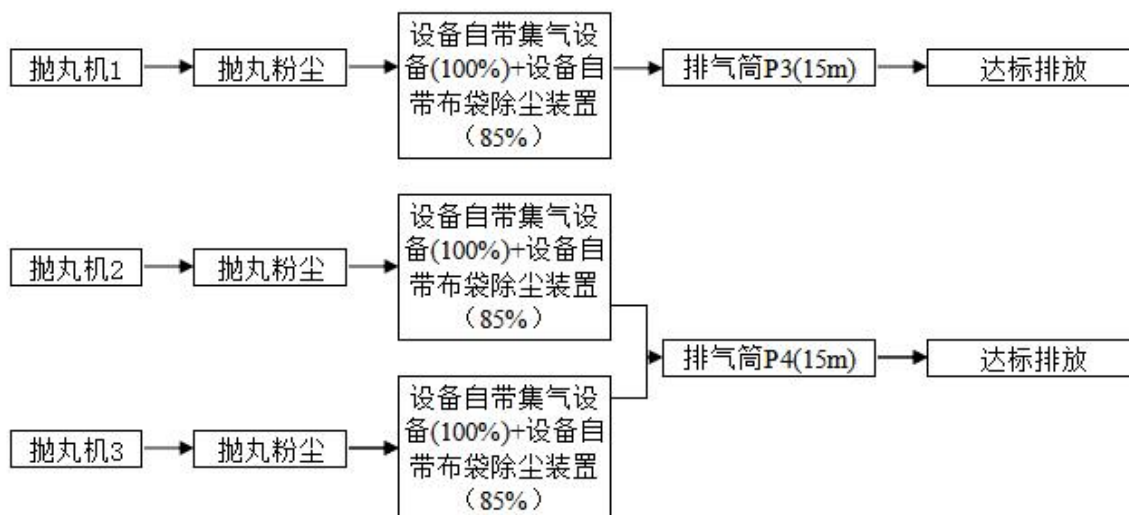 抛丸机1
抛丸粉尘
设备自带集气设
备(100%)+设备自
带布袋除尘装置
（85%）
排气筒P3(15m)
达标排放
抛丸机2
抛丸粉尘
设备自带集气设
备(100%)+设备自
带布袋除尘装置
（85%）
抛丸机3
抛丸粉尘
设备自带集气设
备(100%)+设备自
带布袋除尘装置
（85%）
排气筒P4(15m)
达标排放